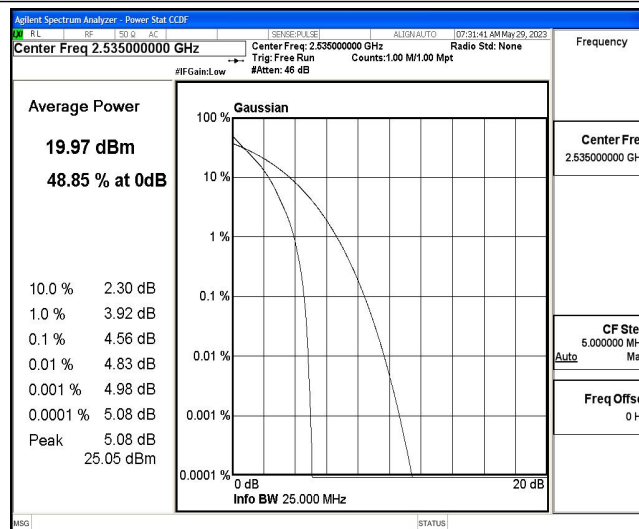 Agilent Spectrum Analyzer - Power Stat CCDF
RL RF 50 Ω AC SENSE:PULSE ALIGN AUTO 07:31:41 AM May 29, 2023
Center Freq 2.535000000 GHz
Center Freq: 2.535000000 GHz Radio Std: None
Trig: Free Run Counts:1.00 M/1.00 Mpt
#IFGain:Low #Atten: 46 dB
Frequency
Average Power
19.97 dBm
48.85 % at 0dB
10.0 % 2.30 dB
1.0 % 3.92 dB
0.1 % 4.56 dB
0.01 % 4.83 dB
0.001 % 4.98 dB
0.0001 % 5.08 dB
Peak 5.08 dB
25.05 dBm
Gaussian
100 %
10 %
1 %
0.1 %
0.01 %
0.001 %
0.0001 %
0 dB 20 dB
Info BW 25.000 MHz
Center Fre
2.535000000 GH
CF Ste
5.000000 MH
Auto Ma
Freq Offse
0 H
MSG STATUS